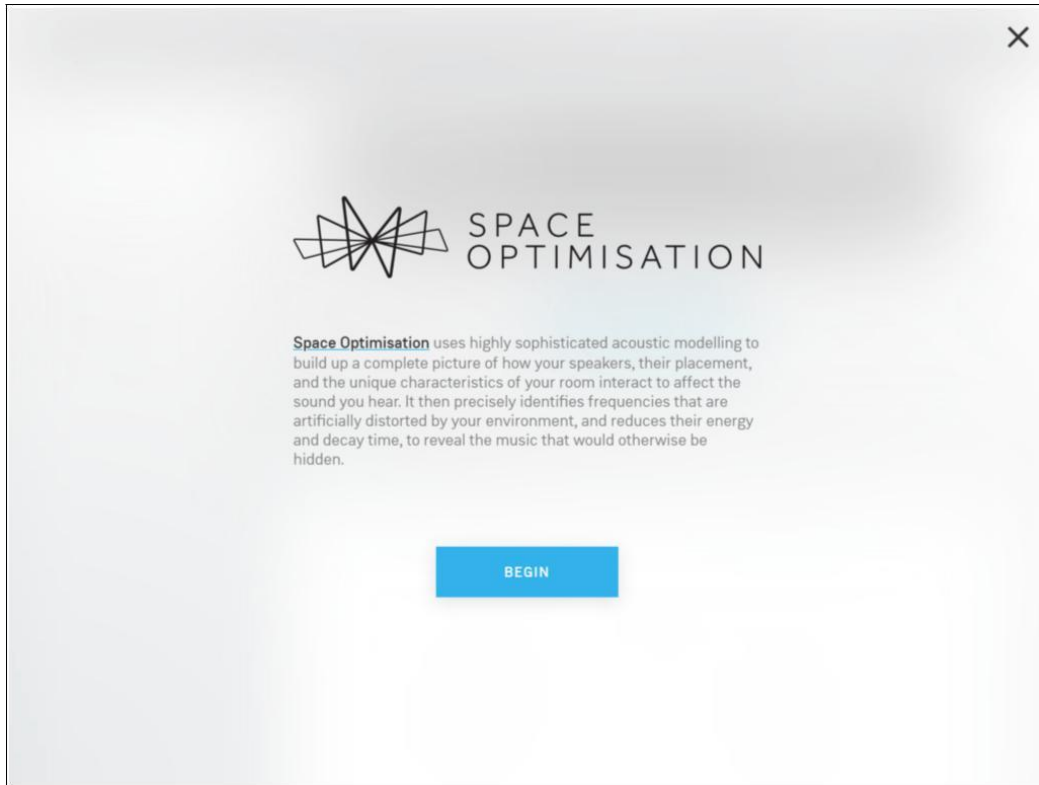 SPACE
OPTIMISATION
Space Optimisation uses highly sophisticated acoustic modelling to
build up a complete picture of how your speakers, their placement,
and the unique characteristics of your room interact to affect the
sound you hear. It then precisely identifies frequencies that are
artificially distorted by your environment, and reduces their energy
and decay time, to reveal the music that would otherwise be
hidden.
BEGIN